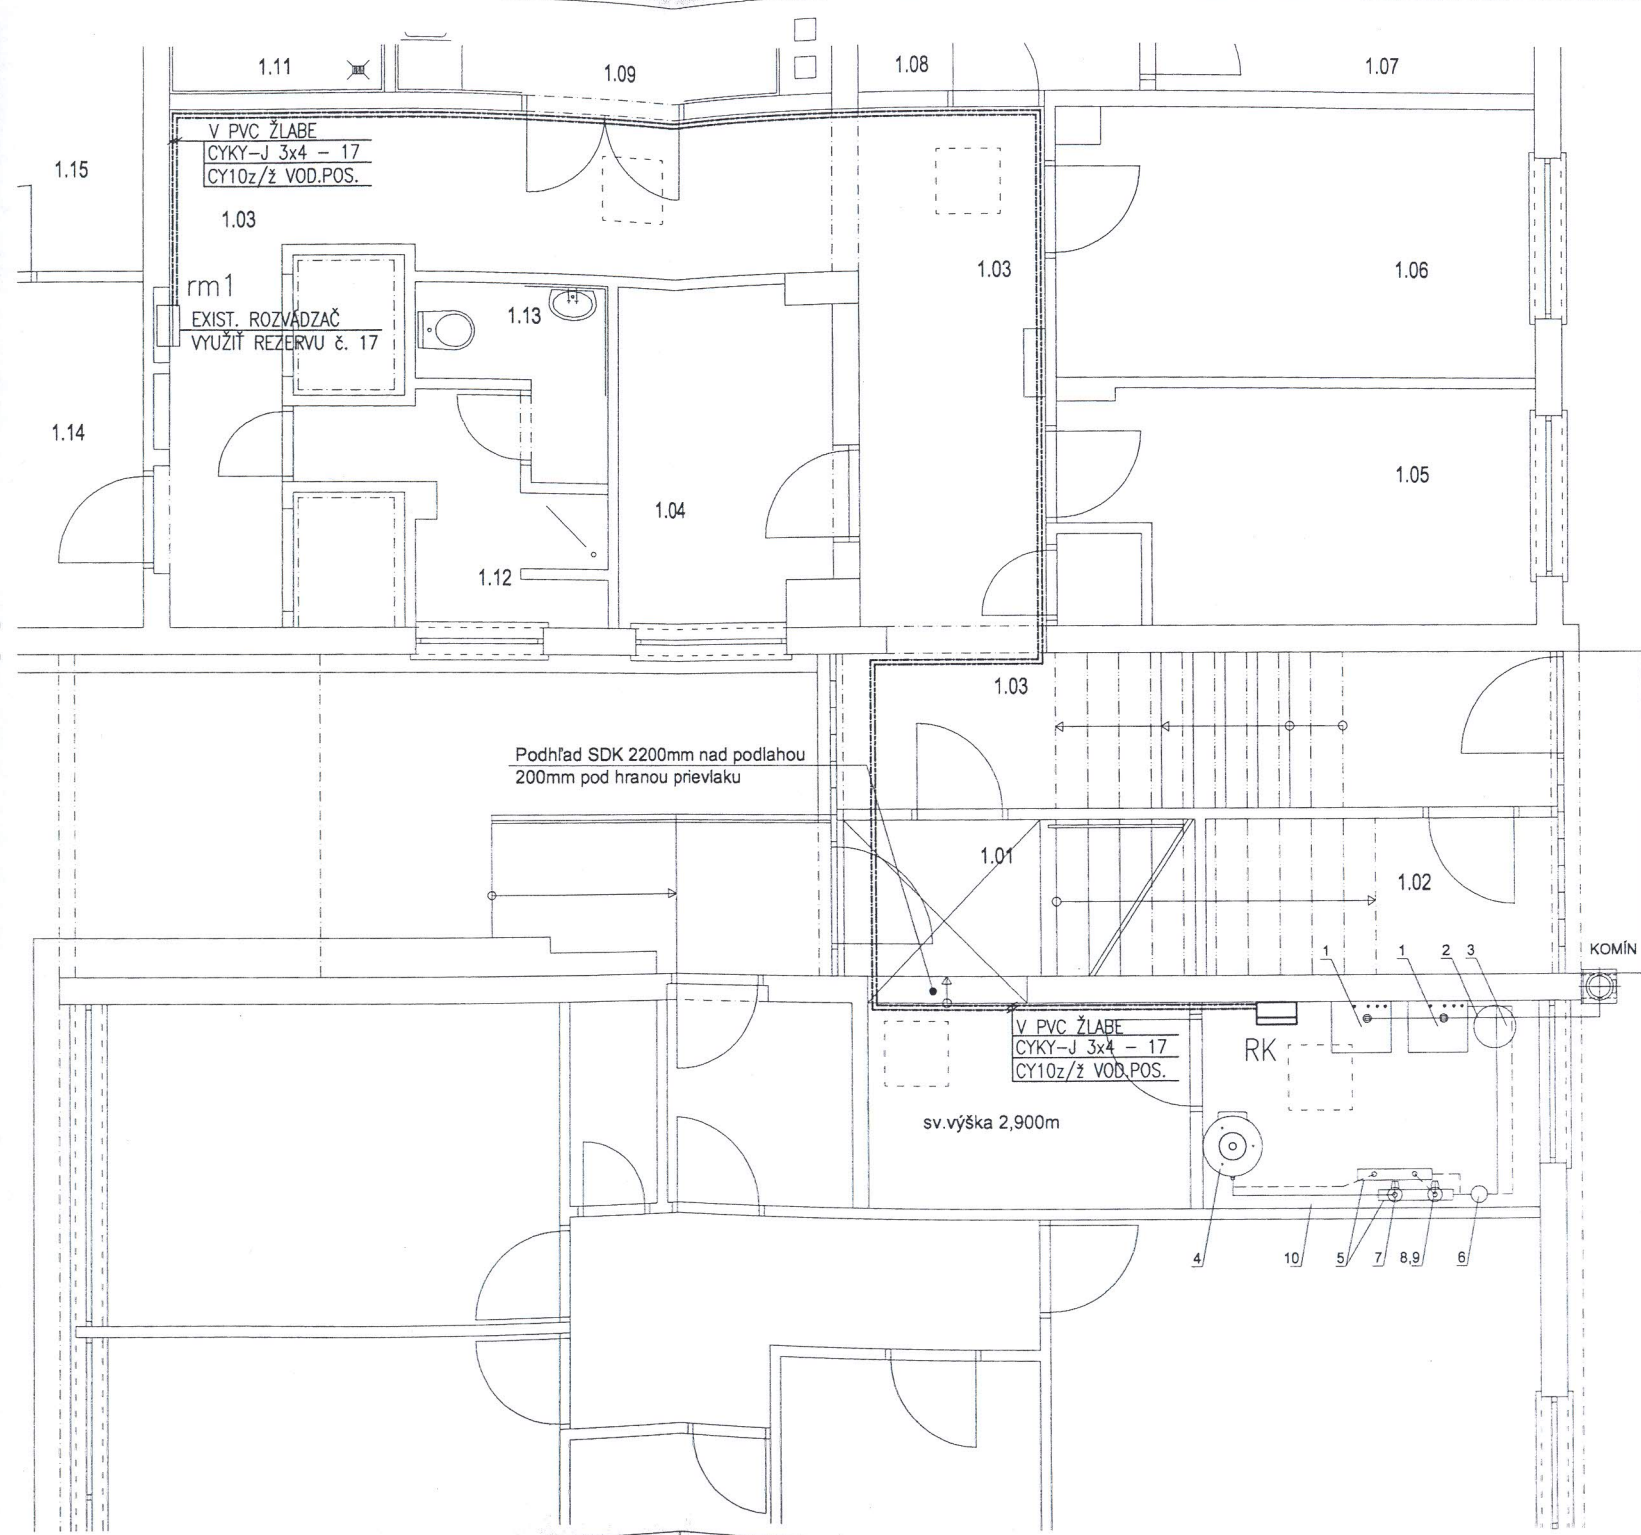 1.11
1.09
1.08
1.07
V PVC ŽLABE
CYKY-J 3x4 - 17
CY10z/ž VOD.POS.
1.15
1.03
1.03
1.06
rm1
EXIST. ROZVÁDZAČ
VYUŽIŤ REZERVU č. 17
1.13
1.14
1.04
1.05
1.12
1.03
Podhľad SDK 2200mm nad podlahou
200mm pod hranou prievlaku
1.01
1.02
KOMÍN
1
1
2
3
V PVC ŽLABE
CYKY-J 3x4 - 17
CY10z/ž VOD.POS.
RK
sv.výška 2,900m
4
10
5
7
8,9
6